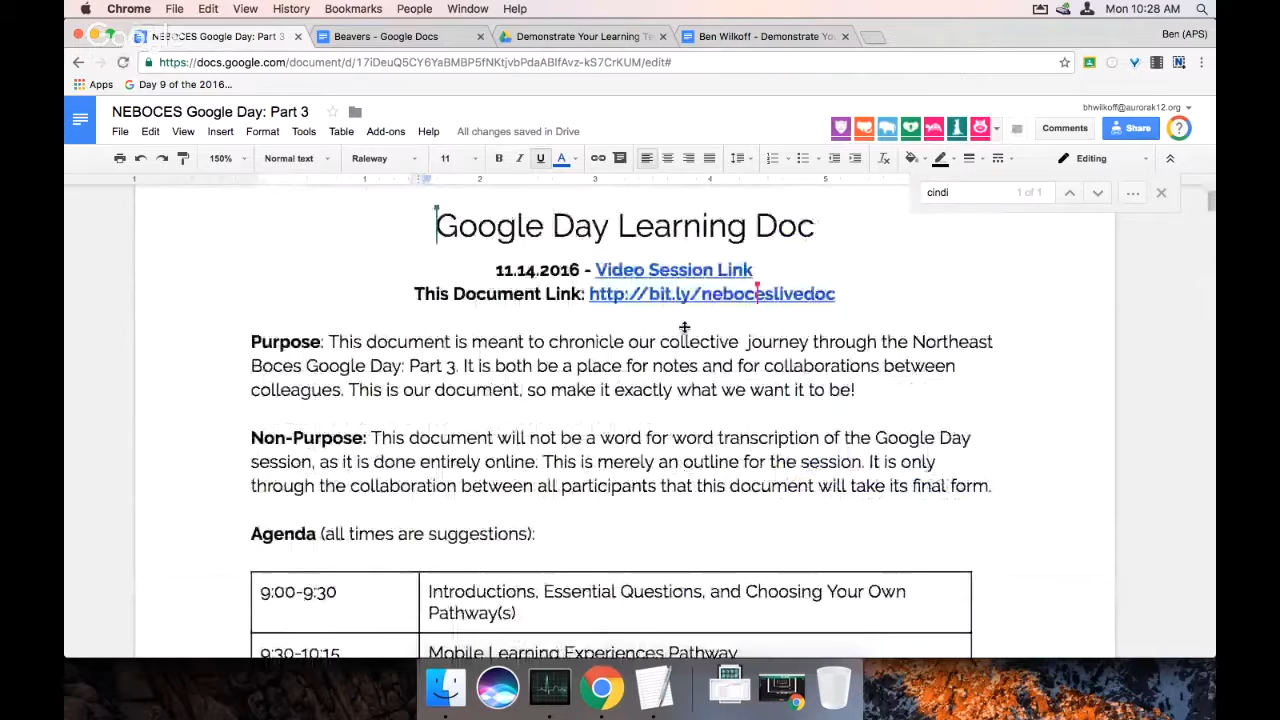 Chrome File Edit View History Bookmarks People Window Help Mon 10:28 AM
NEBOCES Google Day: Part 3 Beavers - Google Docs Demonstrate Your Learning Te Ben Wilkoff - Demonstrate Yo Ben (APS)
Google
https://docs.google.com/document/d/17iDeuQ5CY6YaBMBP5fNKtjvbPdaABlfAvz-kS7CrKUM/edit#
Apps Day 9 of the 2016...
NEBOCES Google Day: Part 3 bhwilkoff@aurorak12.org
File Edit View Insert Format Tools Table Add-ons Help All changes saved in Drive Comments Share
150% Normal text Raleway 11 B I U A Editing
1 1 2 3 4 5
cindi 1 of 1
Google Day Learning Doc
11.14.2016 - Video Session Link
This Document Link: http://bit.ly/neboceslivedoc
Purpose: This document is meant to chronicle our collective journey through the Northeast
Boces Google Day: Part 3. It is both be a place for notes and for collaborations between
colleagues. This is our document, so make it exactly what we want it to be!
Non-Purpose: This document will not be a word for word transcription of the Google Day
session, as it is done entirely online. This is merely an outline for the session. It is only
through the collaboration between all participants that this document will take its final form.
Agenda (all times are suggestions):
9:00-9:30 Introductions, Essential Questions, and Choosing Your Own
Pathway(s)
9:30-10:15 Mobile Learning Experiences Pathway